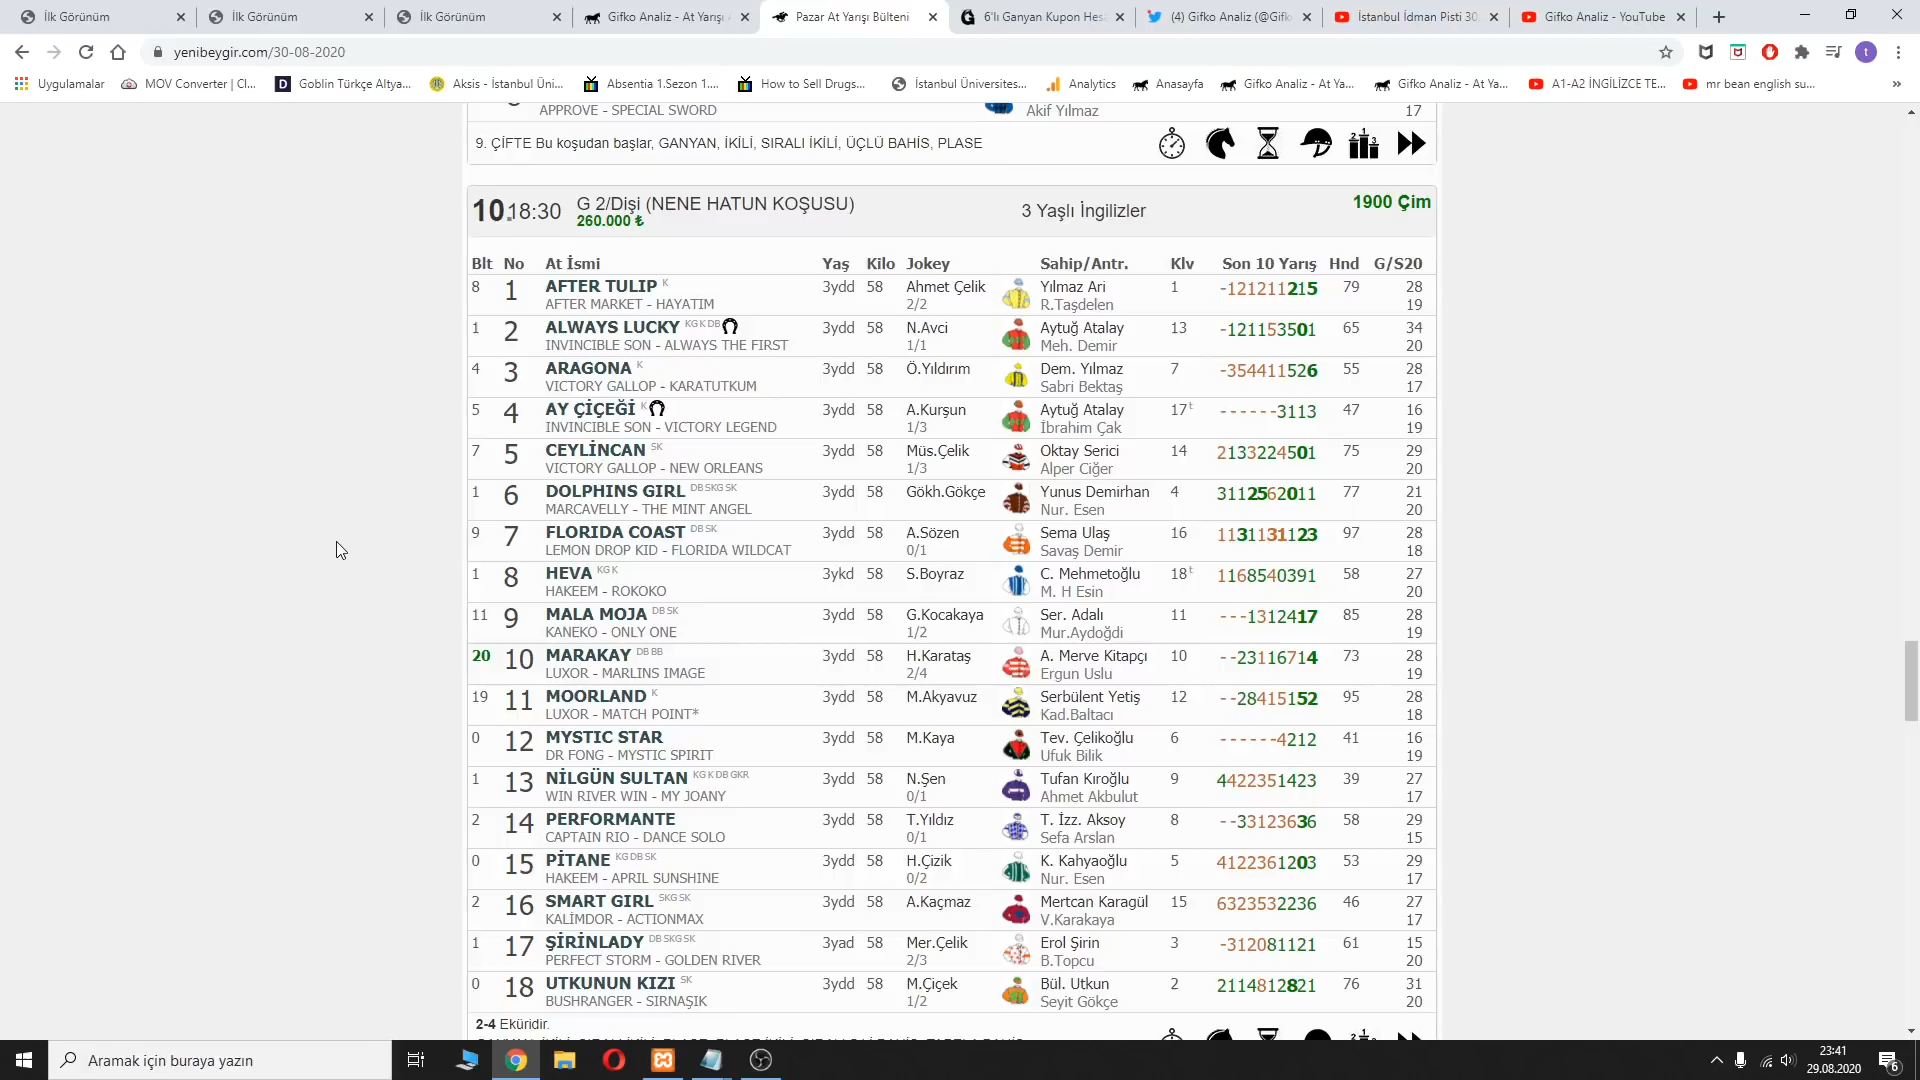 İlk Görünüm
İlk Görünüm
İlk Görünüm
Gifko Analiz - At Yarışı
Pazar At Yarışı Bülteni
6'lı Ganyan Kupon Hesa
(4) Gifko Analiz (@Gifk
İstanbul İdman Pisti 30.
Gifko Analiz - YouTube
yenibeygir.com/30-08-2020
t
Uygulamalar
MOV Converter | Cl...
Goblin Türkçe Altya...
Aksis - İstanbul Üni...
Absentia 1.Sezon 1....
How to Sell Drugs...
İstanbul Üniversites...
Analytics
Anasayfa
Gifko Analiz - At Ya...
Gifko Analiz - At Ya...
A1-A2 İNGİLİZCE TE...
mr bean english su...
APPROVE - SPECIAL SWORD Akif Yılmaz 17
9. ÇİFTE Bu koşudan başlar, GANYAN, İKİLİ, SIRALI İKİLİ, ÜÇLÜ BAHİS, PLASE
10. 18:30 G 2/Dişi (NENE HATUN KOŞUSU) 3 Yaşlı İngilizler 1900 Çim
260.000 ₺
Blt No At İsmi Yaş Kilo Jokey Sahip/Antr. Klv Son 10 Yarış Hnd G/S20
8 1 AFTER TULIP K 3ydd 58 Ahmet Çelik Yılmaz Ari 1 -121211215 79 28
AFTER MARKET - HAYATIM 2/2 R.Taşdelen 19
1 2 ALWAYS LUCKY KG K DB 3ydd 58 N.Avci Aytuğ Atalay 13 -121153501 65 34
INVINCIBLE SON - ALWAYS THE FIRST 1/1 Meh. Demir 20
4 3 ARAGONA K 3ydd 58 Ö.Yıldırım Dem. Yılmaz 7 -354411526 55 28
VICTORY GALLOP - KARATUTKUM Sabri Bektaş 17
5 4 AY ÇİÇEĞİ K 3ydd 58 A.Kurşun Aytuğ Atalay 17t ------3113 47 16
INVINCIBLE SON - VICTORY LEGEND 1/3 İbrahim Çak 19
7 5 CEYLİNCAN SK 3ydd 58 Müs.Çelik Oktay Serici 14 2133224501 75 29
VICTORY GALLOP - NEW ORLEANS 1/3 Alper Ciğer 20
1 6 DOLPHINS GIRL DB SKG SK 3ydd 58 Gökh.Gökçe Yunus Demirhan 4 3112562011 77 21
MARCAVELLY - THE MINT ANGEL Nur. Esen 20
9 7 FLORIDA COAST DB SK 3ydd 58 A.Sözen Sema Ulaş 16 1131131123 97 28
LEMON DROP KID - FLORIDA WILDCAT 0/1 Savaş Demir 18
1 8 HEVA KG K 3ykd 58 S.Boyraz C. Mehmetoğlu 18t 1168540391 58 27
HAKEEM - ROKOKO M. H Esin 20
11 9 MALA MOJA DB SK 3ydd 58 G.Kocakaya Ser. Adalı 11 ---1312417 85 28
KANEKO - ONLY ONE 1/2 Mur.Aydoğdi 19
20 10 MARAKAY DB BB 3ydd 58 H.Karataş A. Merve Kitapçı 10 --23116714 73 28
LUXOR - MARLINS IMAGE 2/4 Ergun Uslu 19
19 11 MOORLAND K 3ydd 58 M.Akyavuz Serbülent Yetiş 12 --28415152 95 28
LUXOR - MATCH POINT* Kad.Baltacı 18
0 12 MYSTIC STAR 3ydd 58 M.Kaya Tev. Çelikoğlu 6 ------4212 41 16
DR FONG - MYSTIC SPIRIT Ufuk Bilik 19
1 13 NİLGÜN SULTAN KG K DB GKR 3ydd 58 N.Şen Tufan Kıroğlu 9 4422351423 39 27
WIN RIVER WIN - MY JOANY 0/1 Ahmet Akbulut 17
2 14 PERFORMANTE 3ydd 58 T.Yıldız T. İzz. Aksoy 8 --33123636 58 29
CAPTAIN RIO - DANCE SOLO 0/1 Sefa Arslan 15
0 15 PİTANE KG DB SK 3ydd 58 H.Çizik K. Kahyaoğlu 5 4122361203 53 29
HAKEEM - APRIL SUNSHINE 0/2 Nur. Esen 17
2 16 SMART GIRL SKG SK 3ydd 58 A.Kaçmaz Mertcan Karagül 15 6323532236 46 27
KALİMDOR - ACTIONMAX V.Karakaya 17
1 17 ŞİRİNLADY DB SKG SK 3yad 58 Mer.Çelik Erol Şirin 3 -312081121 61 15
PERFECT STORM - GOLDEN RIVER 2/3 B.Topcu 20
0 18 UTKUNUN KIZI SK 3ydd 58 M.Çiçek Bül. Utkun 2 2114812821 76 31
BUSHRANGER - SIRNAŞIK 1/2 Seyit Gökçe 20
2-4 Eküridir.
Aramak için buraya yazın
23:41
29.08.2020
6